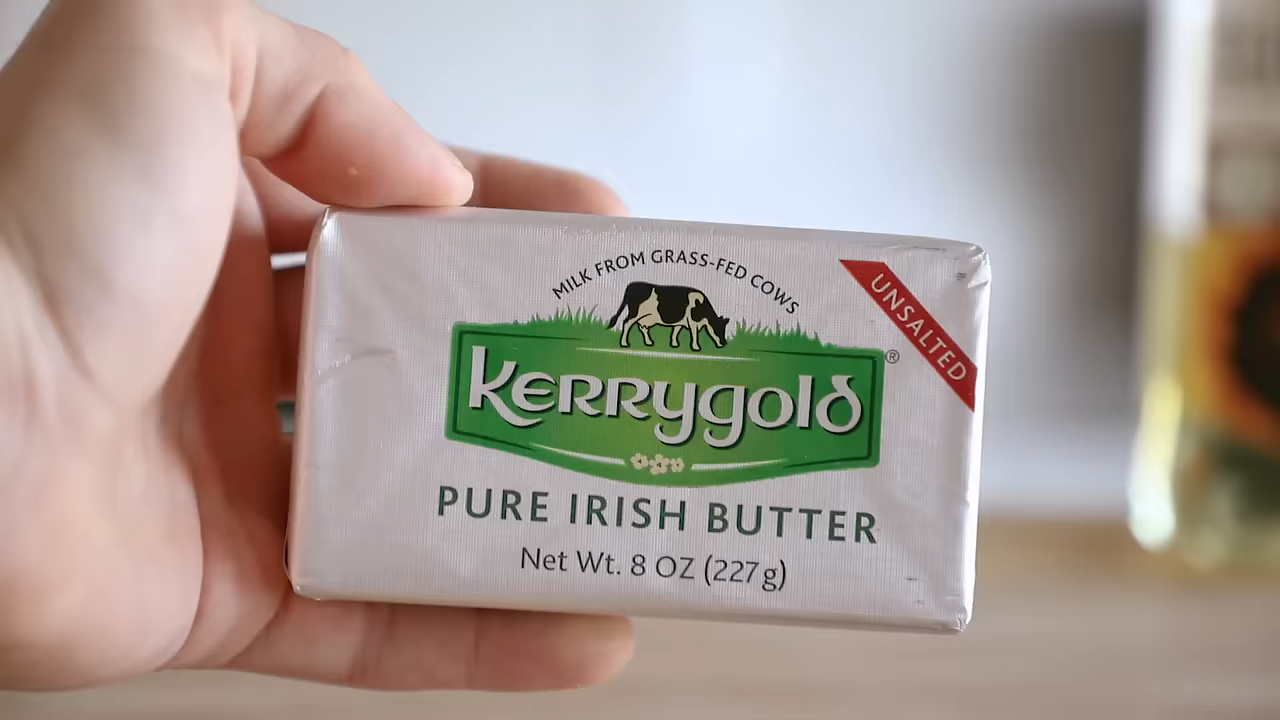 MILK FROM GRASS-FED COWS
UNSALTED
Kerrygold®
PURE IRISH BUTTER
Net Wt. 8 OZ (227g)